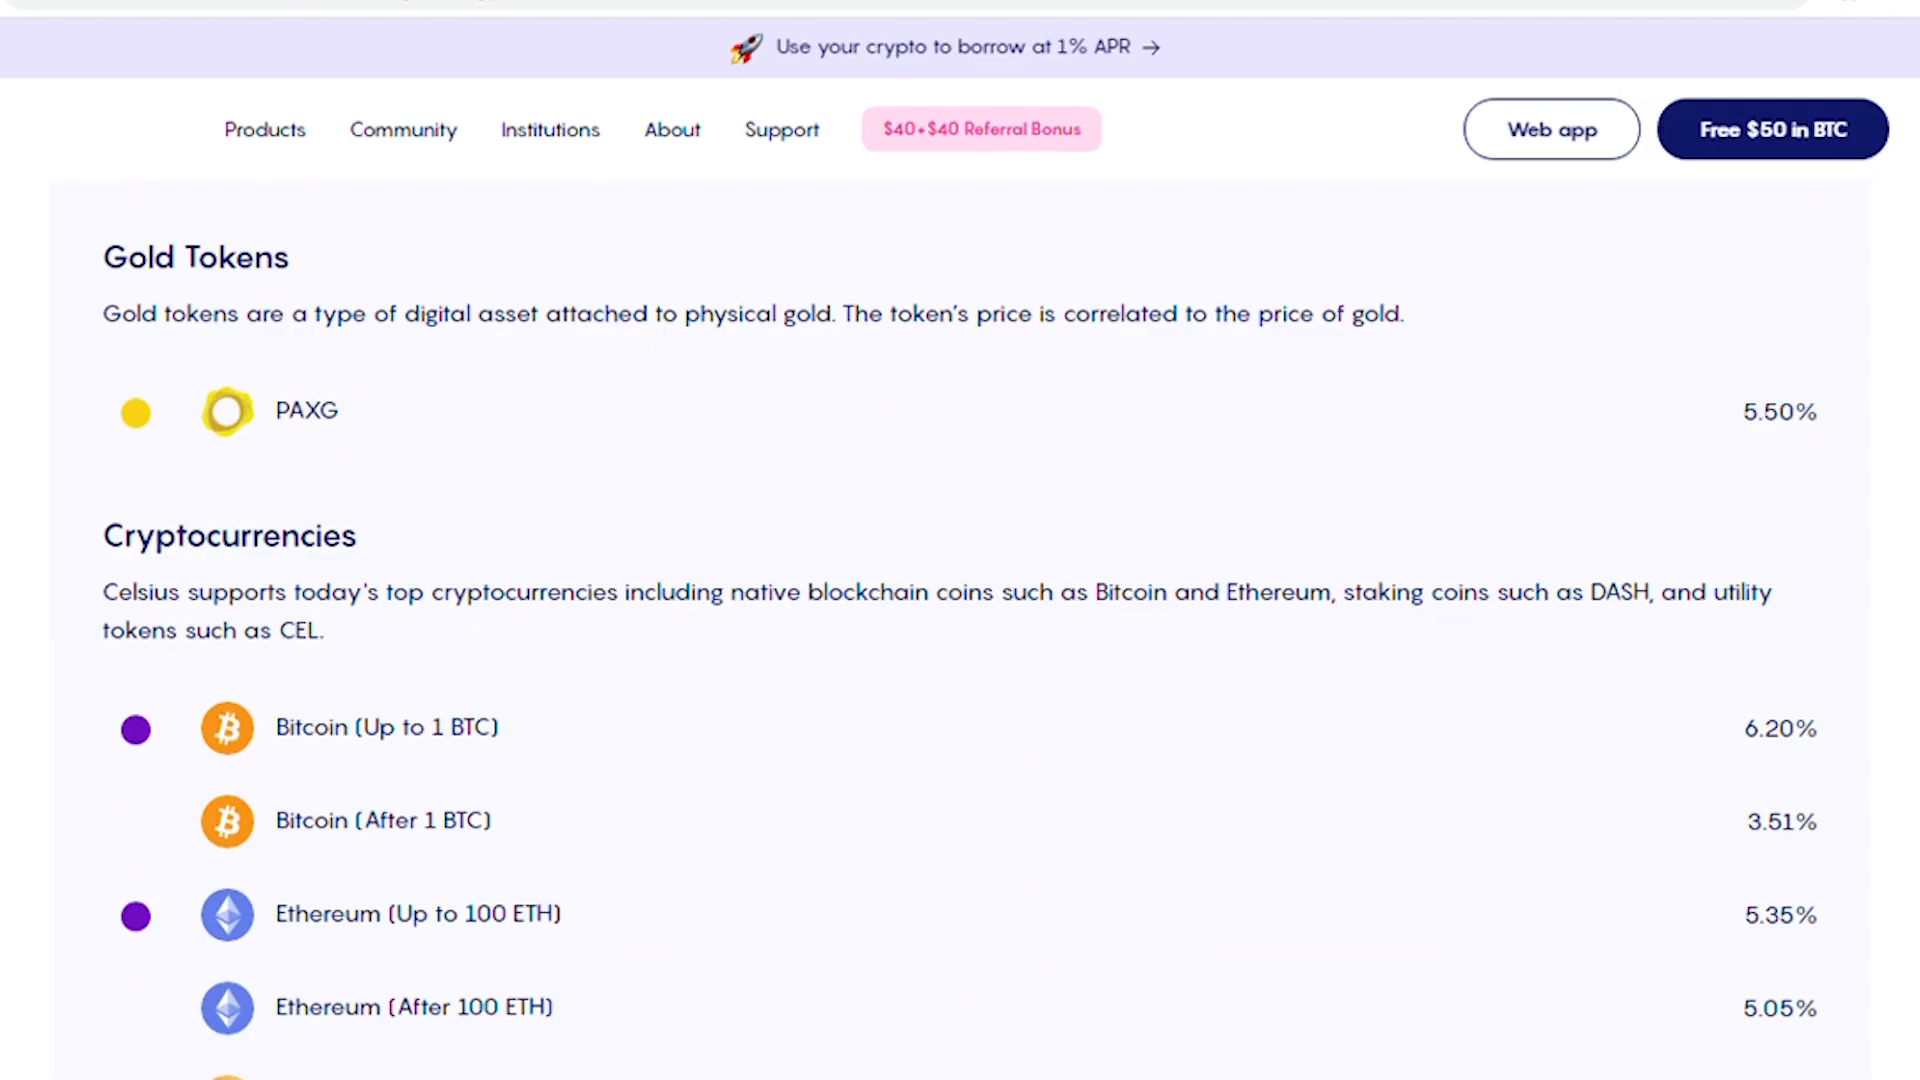 Use your crypto to borrow at 1% APR →
Products Community Institutions About Support $40+$40 Referral Bonus Web app Free $50 in BTC
Gold Tokens
Gold tokens are a type of digital asset attached to physical gold. The token's price is correlated to the price of gold.
PAXG 5.50%
Cryptocurrencies
Celsius supports today's top cryptocurrencies including native blockchain coins such as Bitcoin and Ethereum, staking coins such as DASH, and utility
tokens such as CEL.
Bitcoin (Up to 1 BTC) 6.20%
Bitcoin (After 1 BTC) 3.51%
Ethereum (Up to 100 ETH) 5.35%
Ethereum (After 100 ETH) 5.05%